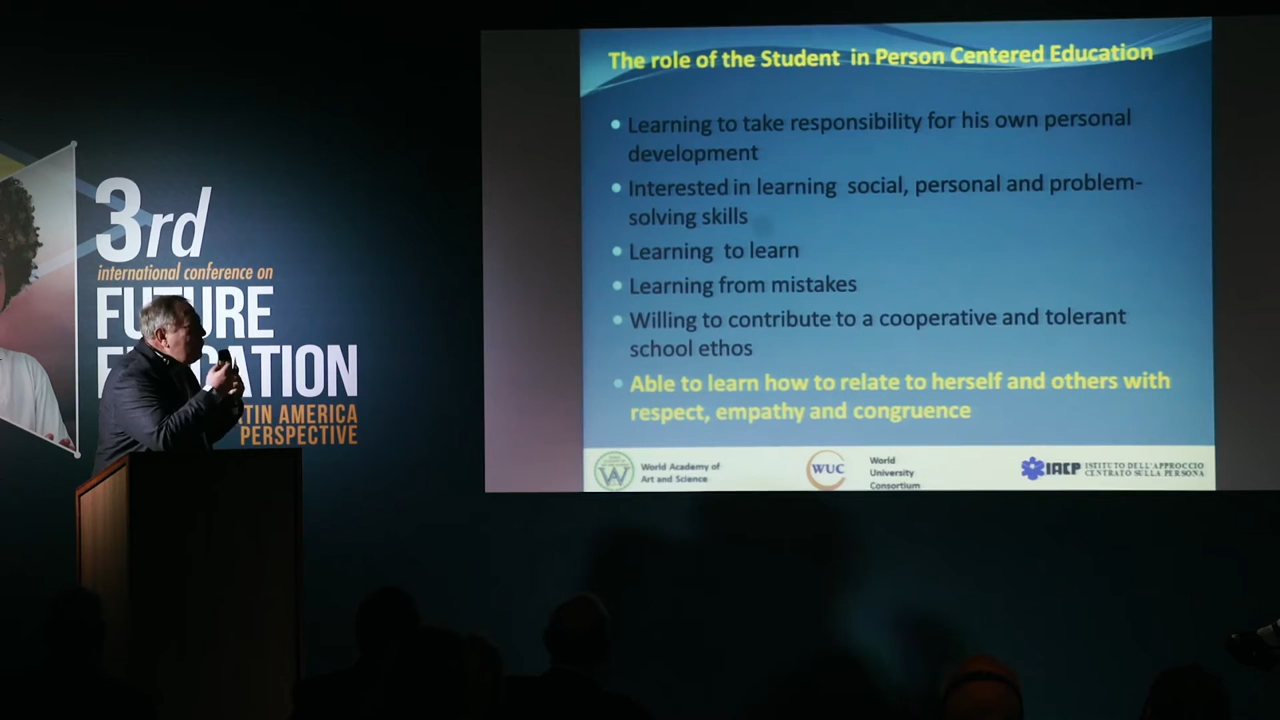 3rd
international conference on
FUTURE
TIN AMERICA
PERSPECTIVE
The role of the Student in Person Centered Education
Learning to take responsibility for his own personal
development
Interested in learning social, personal and problem-
solving skills
Learning to learn
Learning from mistakes
Willing to contribute to a cooperative and tolerant
school ethos
Able to learn how to relate to herself and others with
respect, empathy and congruence
World Academy of
Art and Science
WUC
World
University
Consortium
IACP
ISTITUTO DELL'APPROCCIO
CENTRATO SULLA PERSONA